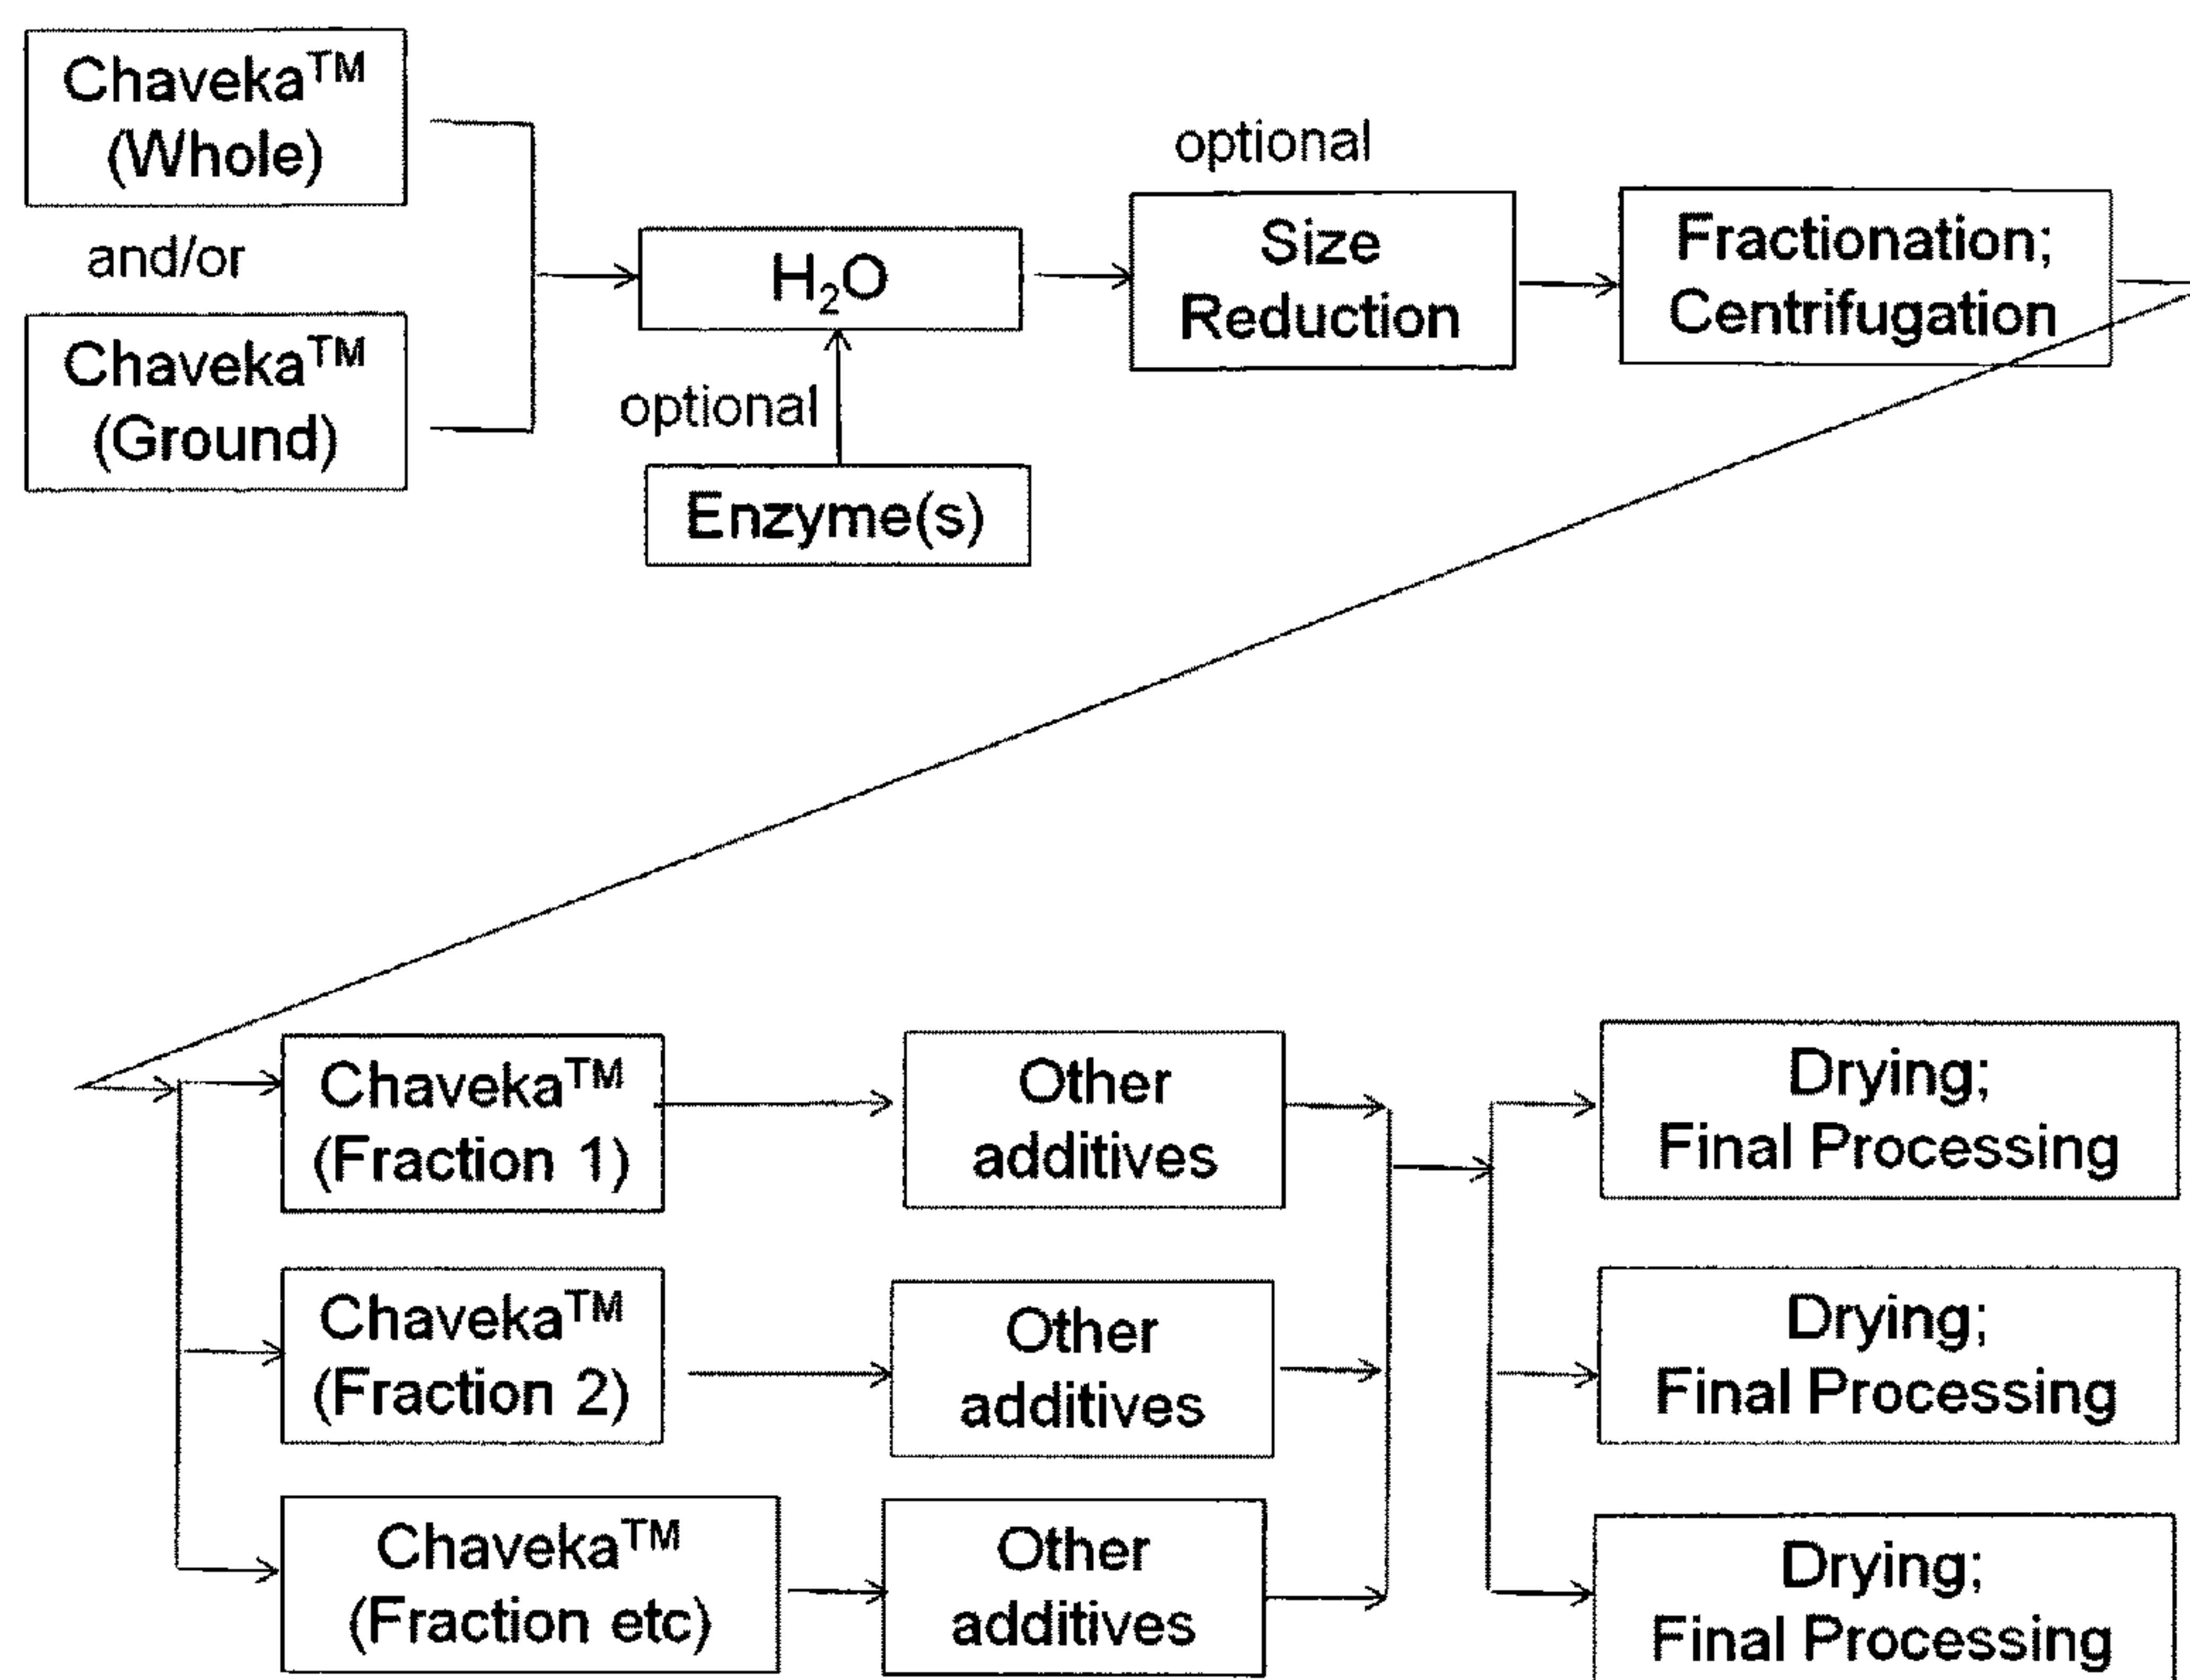 Chaveka™
(Whole)
and/or
Chaveka™
(Ground)
H₂O
optional
Enzyme(s)
optional
Size
Reduction
Fractionation;
Centrifugation
Chaveka™
(Fraction 1)
Other
additives
Drying;
Final Processing
Chaveka™
(Fraction 2)
Other
additives
Drying;
Final Processing
Chaveka™
(Fraction etc)
Other
additives
Drying;
Final Processing